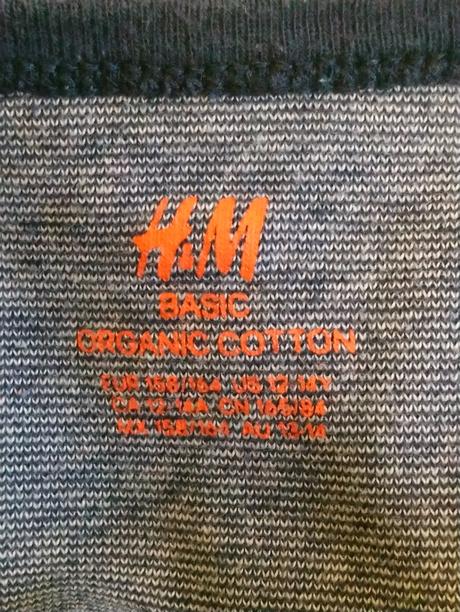 H&M
BASIC
ORGANIC COTTON
EUR 158/164 US 12-14Y
CA 12-14A CN 164/84
MX 158/164 AU 13-14